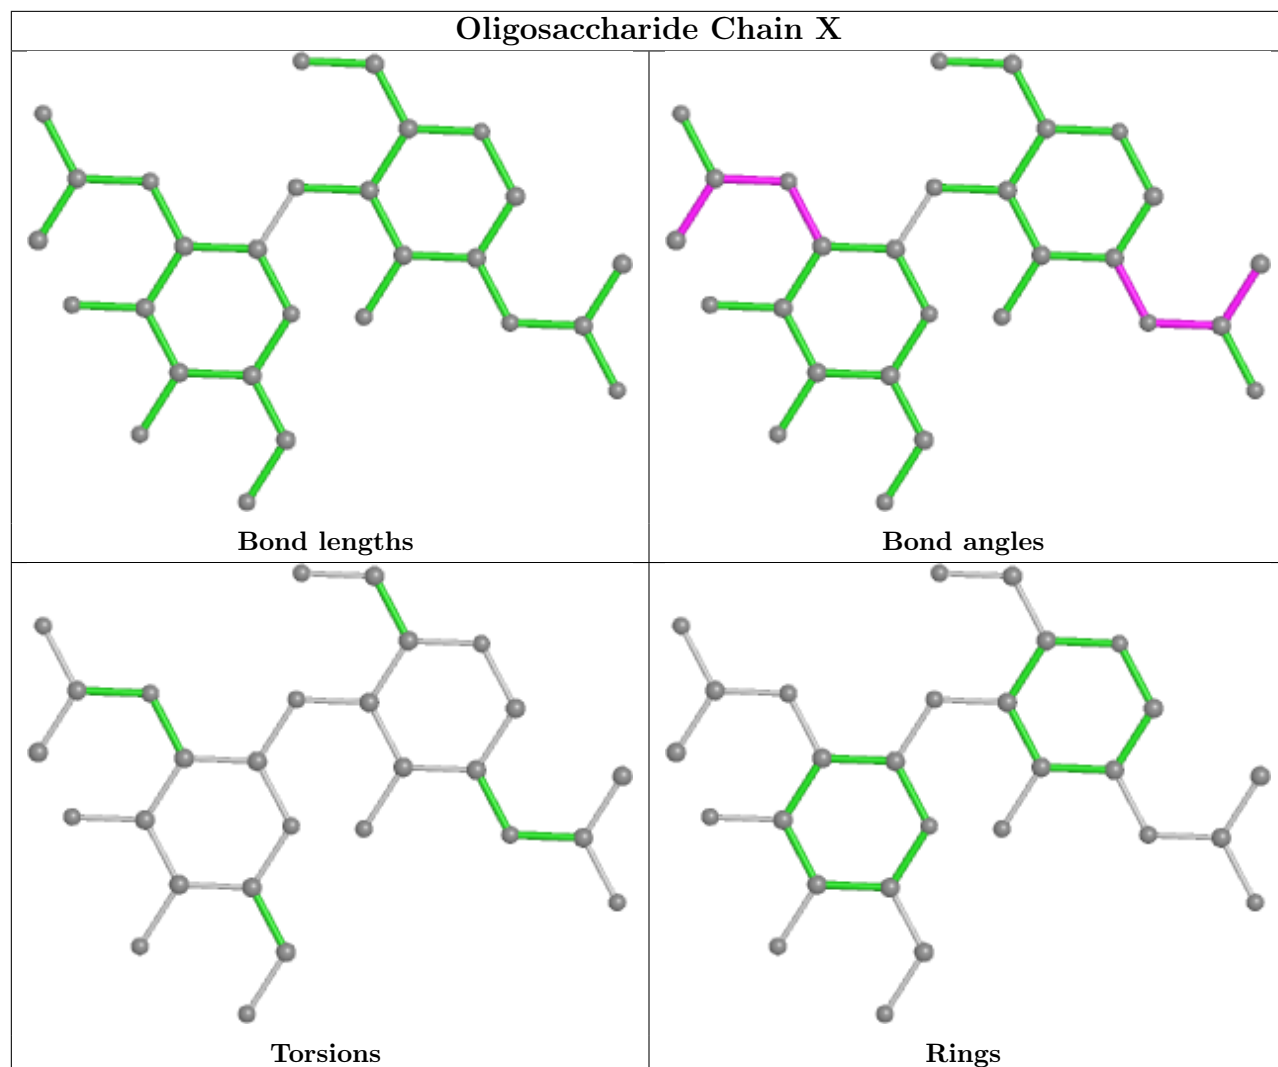 Oligosaccharide Chain X
Bond lengths
Bond angles
Torsions
Rings